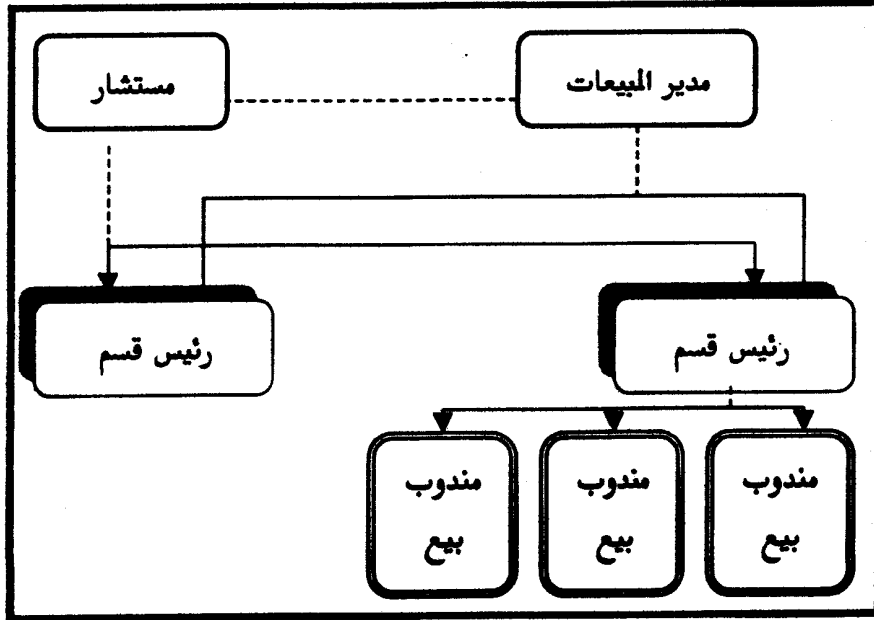 مدير المبيعات
مستشار
رئيس قسم
رئيس قسم
مندوب
بيع
مندوب
بيع
مندوب
بيع